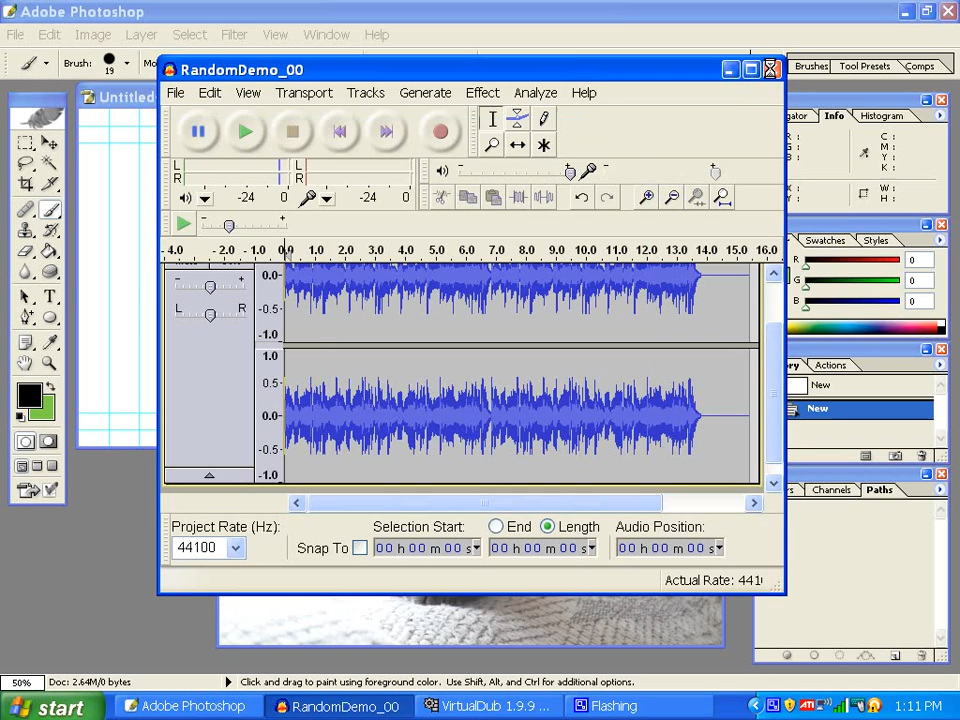 Adobe Photoshop
File Edit Image Layer Select Filter View Window Help
Brush: 19
Brushes Tool Presets Comps
RandomDemo_00
Untitled
File Edit View Transport Tracks Generate Effect Analyze Help
Info Histogram
R: C:
G: M:
B: Y:
K:
X: W:
Y: H:
L
R
L
R
-24 0
-24 0
-4.0 -2.0 -1.0 0.0 1.0 2.0 3.0 4.0 5.0 6.0 7.0 8.0 9.0 10.0 11.0 12.0 13.0 14.0 15.0 16.0
Swatches Styles
R 0
G 0
B 0
- +
L R
0.0
-0.5
-1.0
1.0
0.5
0.0
-0.5
-1.0
Actions
New
New
Channels Paths
Project Rate (Hz): Selection Start: End Length Audio Position:
44100 Snap To 00 h 00 m 00 s 00 h 00 m 00 s 00 h 00 m 00 s
Actual Rate: 441
50% Doc: 2.64M/0 bytes Click and drag to paint using foreground color. Use Shift, Alt, and Ctrl for additional options.
start Adobe Photoshop RandomDemo_00 VirtualDub 1.9.9 ... Flashing 1:11 PM